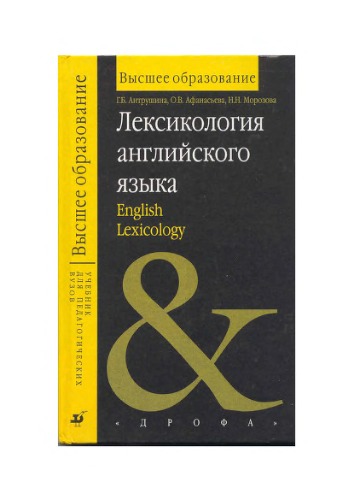 Высшее образование
Г.Б. Антрушина, О.В. Афанасьева, Н.Н. Морозова
Лексикология
английского
языка
English
Lexicology
&
«ДРОФА»
Высшее образование
УЧЕБНИК
ДЛЯ ПЕДАГОГИЧЕСКИХ
ВУЗОВ